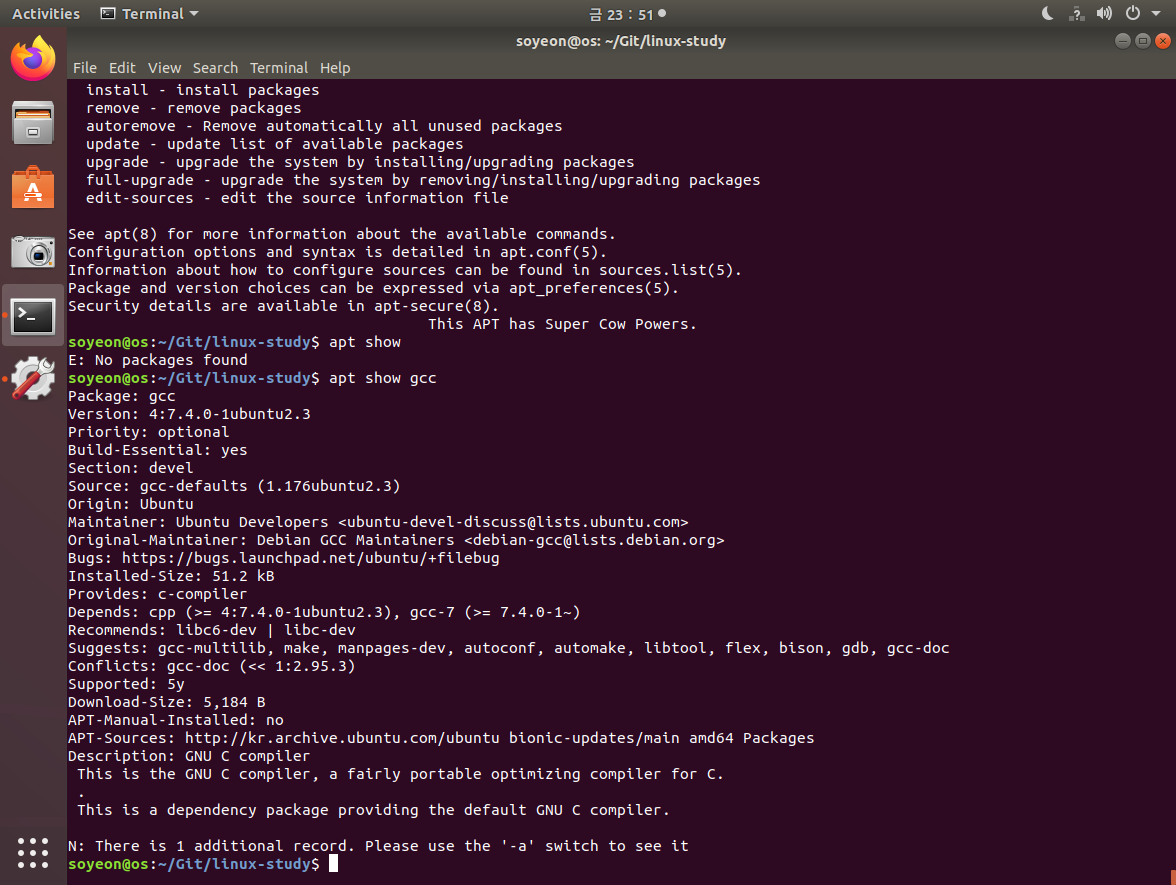 Activities Terminal 금 23 : 51
soyeon@os: ~/Git/linux-study
File Edit View Search Terminal Help
install - install packages
remove - remove packages
autoremove - Remove automatically all unused packages
update - update list of available packages
upgrade - upgrade the system by installing/upgrading packages
full-upgrade - upgrade the system by removing/installing/upgrading packages
edit-sources - edit the source information file
See apt(8) for more information about the available commands.
Configuration options and syntax is detailed in apt.conf(5).
Information about how to configure sources can be found in sources.list(5).
Package and version choices can be expressed via apt_preferences(5).
Security details are available in apt-secure(8).
This APT has Super Cow Powers.
soyeon@os:~/Git/linux-study$ apt show
E: No packages found
soyeon@os:~/Git/linux-study$ apt show gcc
Package: gcc
Version: 4:7.4.0-1ubuntu2.3
Priority: optional
Build-Essential: yes
Section: devel
Source: gcc-defaults (1.176ubuntu2.3)
Origin: Ubuntu
Maintainer: Ubuntu Developers <ubuntu-devel-discuss@lists.ubuntu.com>
Original-Maintainer: Debian GCC Maintainers <debian-gcc@lists.debian.org>
Bugs: https://bugs.launchpad.net/ubuntu/+filebug
Installed-Size: 51.2 kB
Provides: c-compiler
Depends: cpp (>= 4:7.4.0-1ubuntu2.3), gcc-7 (>= 7.4.0-1~)
Recommends: libc6-dev | libc-dev
Suggests: gcc-multilib, make, manpages-dev, autoconf, automake, libtool, flex, bison, gdb, gcc-doc
Conflicts: gcc-doc (<< 1:2.95.3)
Supported: 5y
Download-Size: 5,184 B
APT-Manual-Installed: no
APT-Sources: http://kr.archive.ubuntu.com/ubuntu bionic-updates/main amd64 Packages
Description: GNU C compiler
This is the GNU C compiler, a fairly portable optimizing compiler for C.
.
This is a dependency package providing the default GNU C compiler.
N: There is 1 additional record. Please use the '-a' switch to see it
soyeon@os:~/Git/linux-study$